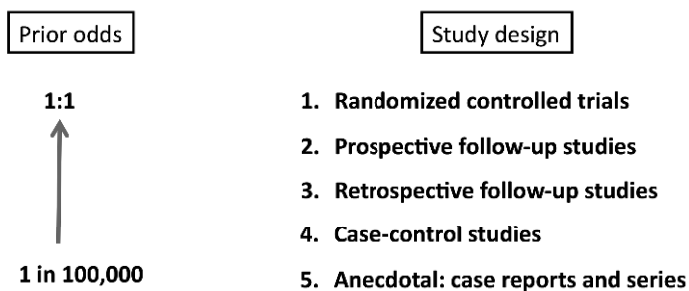 Prior odds
Study design
1:1
1. Randomized controlled trials
2. Prospective follow-up studies
3. Retrospective follow-up studies
4. Case-control studies
1 in 100,000
5. Anecdotal: case reports and series